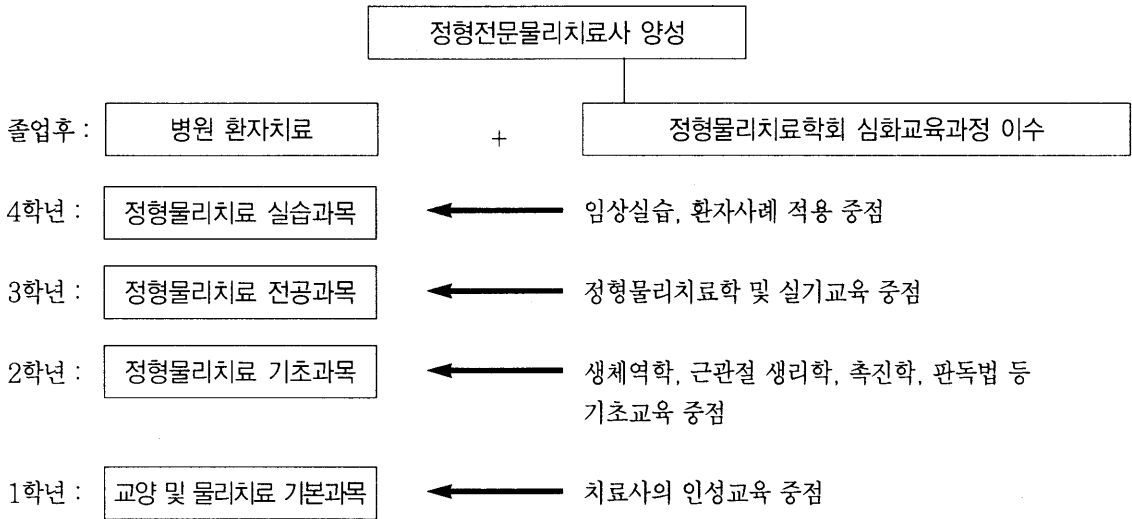 정형전문물리치료사 양성
졸업후 : 병원 환자치료 + 정형물리치료학회 심화교육과정 이수
4학년 : 정형물리치료 실습과목 임상실습, 환자사례 적용 중점
3학년 : 정형물리치료 전공과목 정형물리치료학 및 실기교육 중점
2학년 : 정형물리치료 기초과목 생체역학, 근관절 생리학, 촉진학, 판독법 등
기초교육 중점
1학년 : 교양 및 물리치료 기본과목 치료사의 인성교육 중점